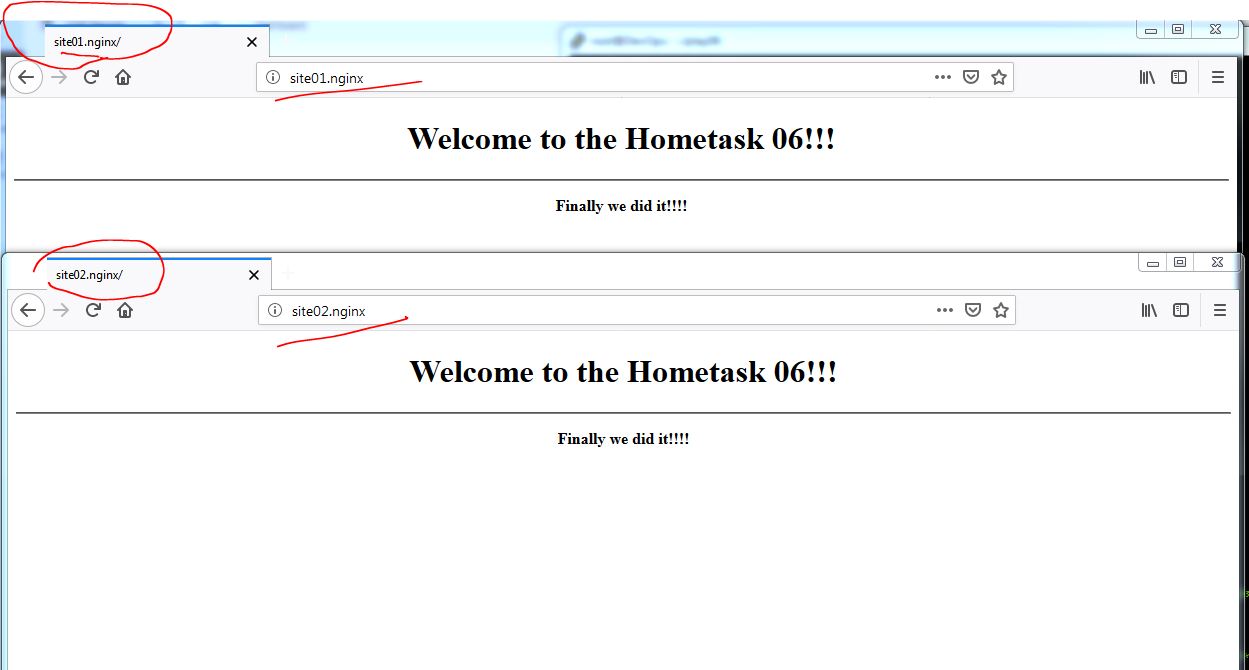 site01.nginx/
site01.nginx
Welcome to the Hometask 06!!!
Finally we did it!!!!
site02.nginx/
site02.nginx
Welcome to the Hometask 06!!!
Finally we did it!!!!